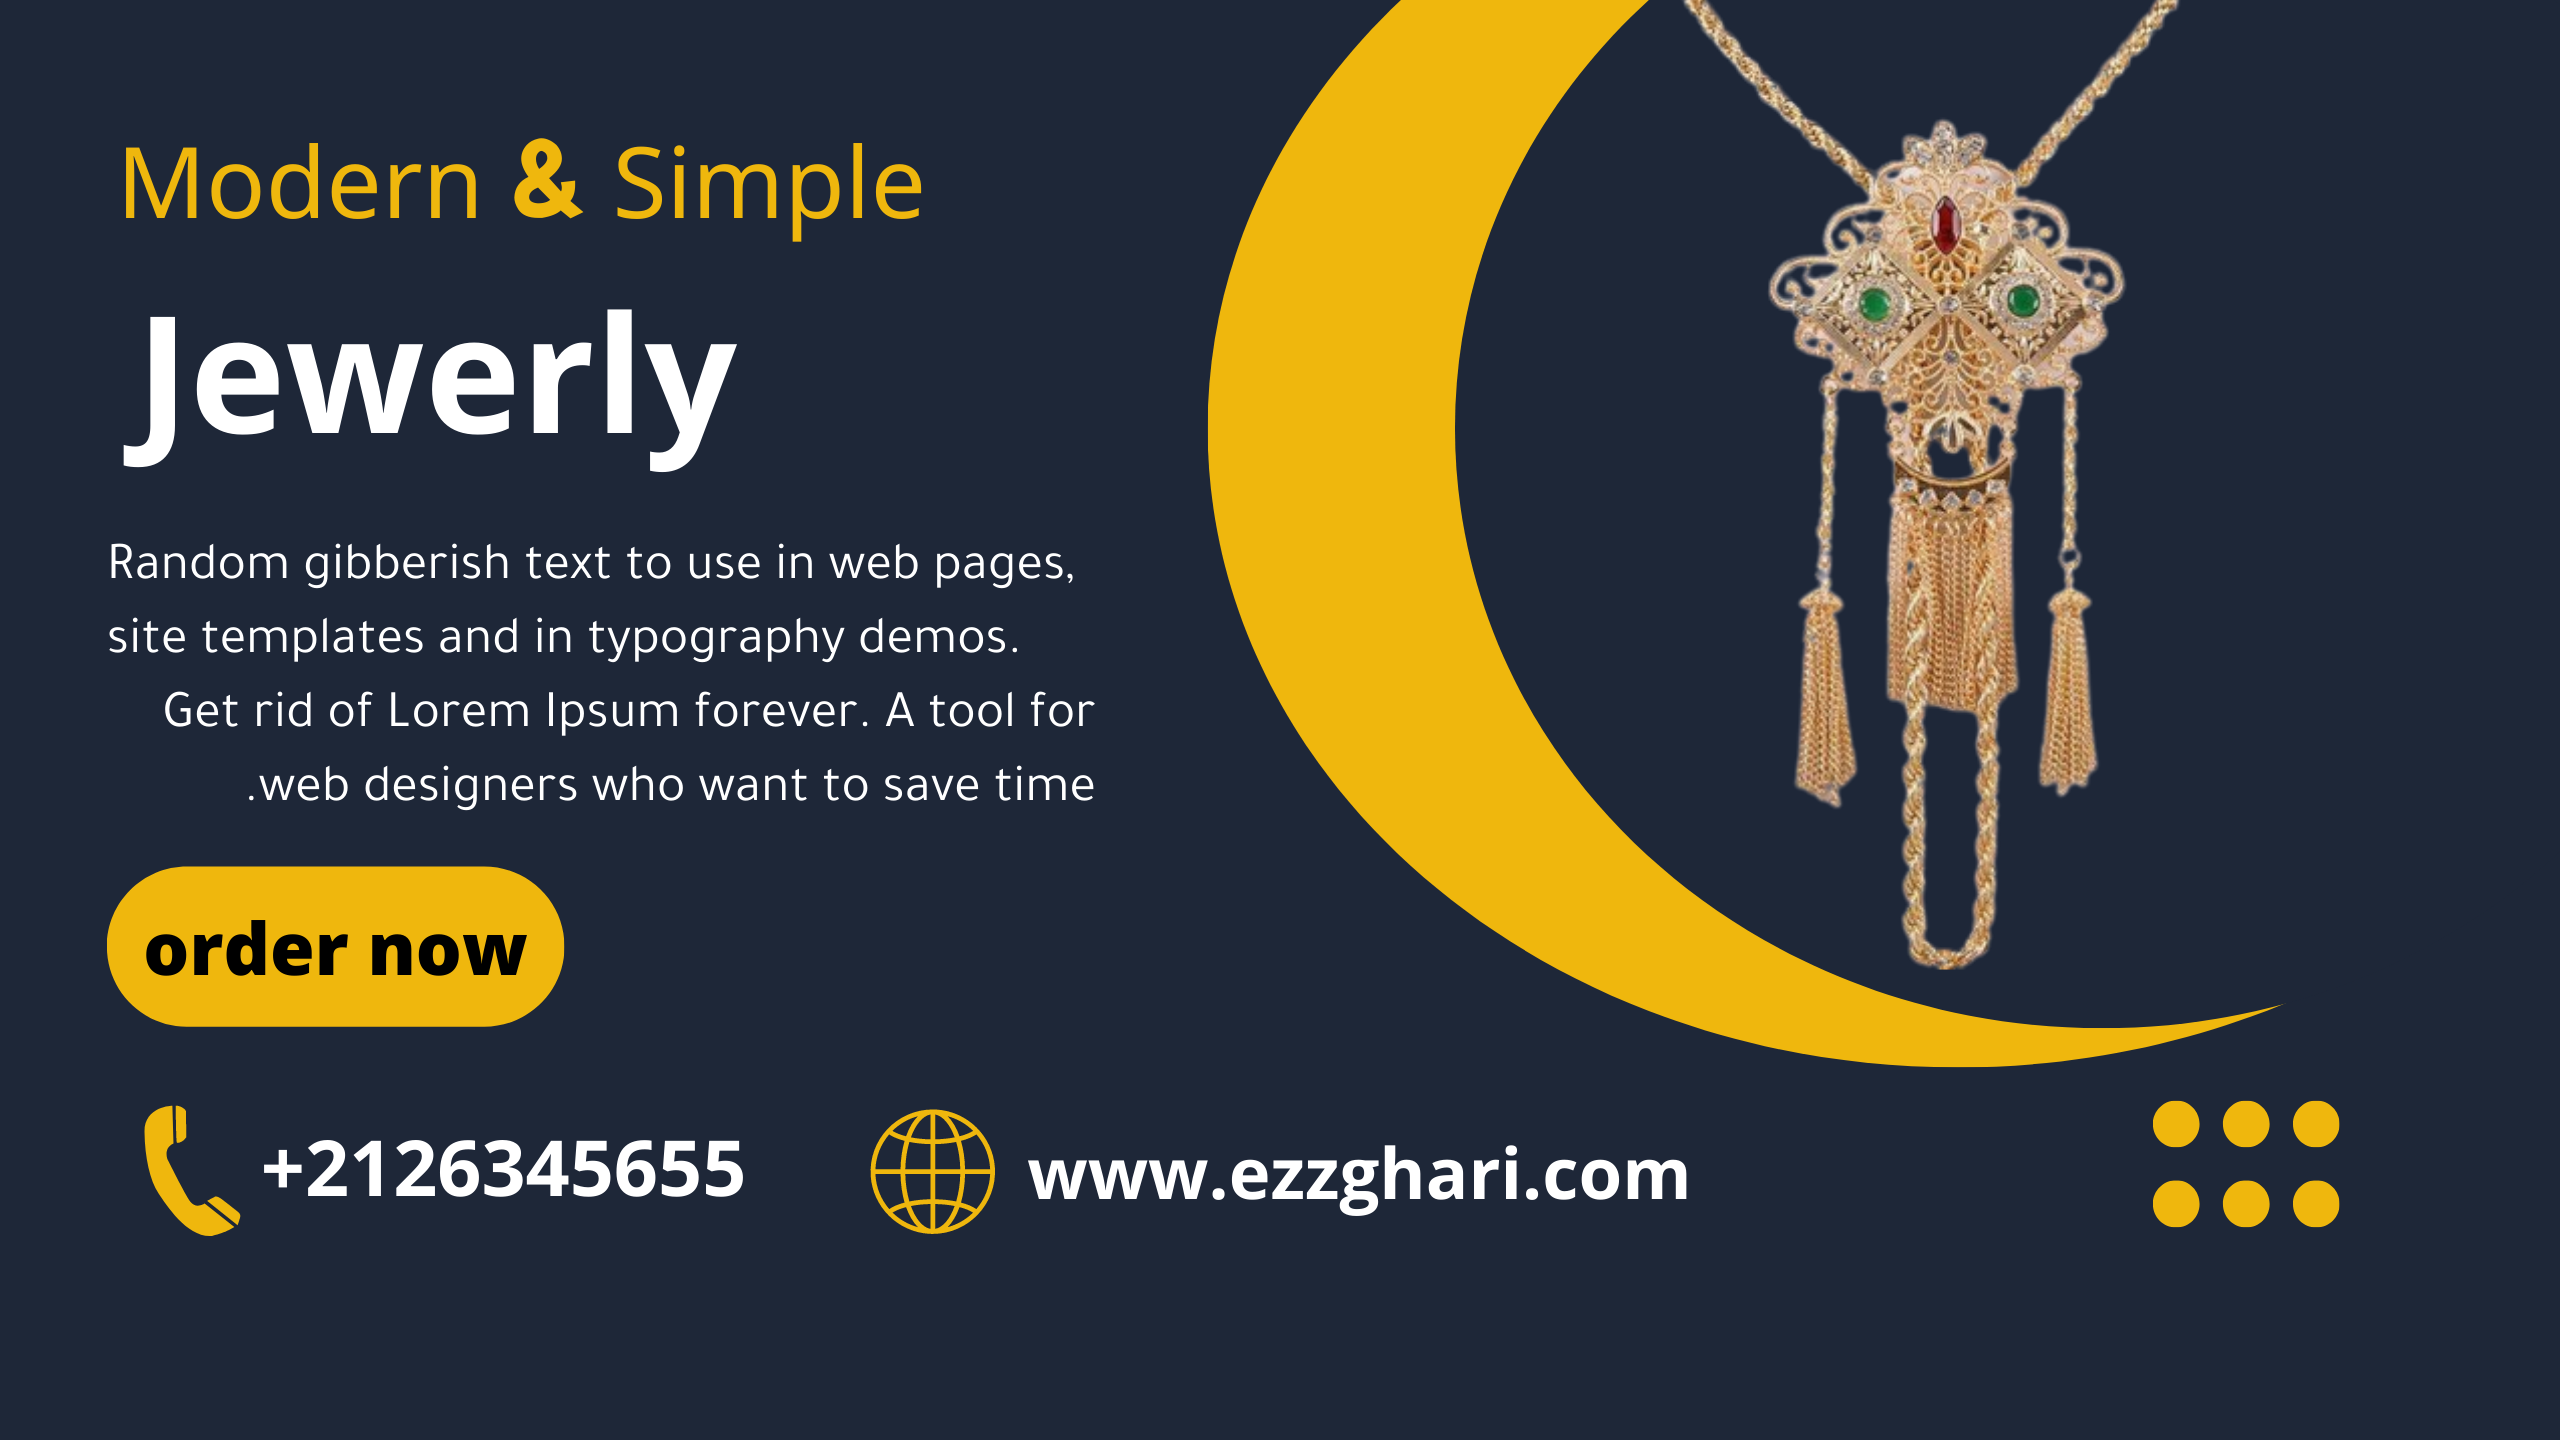 Modern & Simple
Jewerly
Random gibberish text to use in web pages,
site templates and in typography demos.
Get rid of Lorem Ipsum forever. A tool for
.web designers who want to save time
order now
+2126345655
www.ezzghari.com